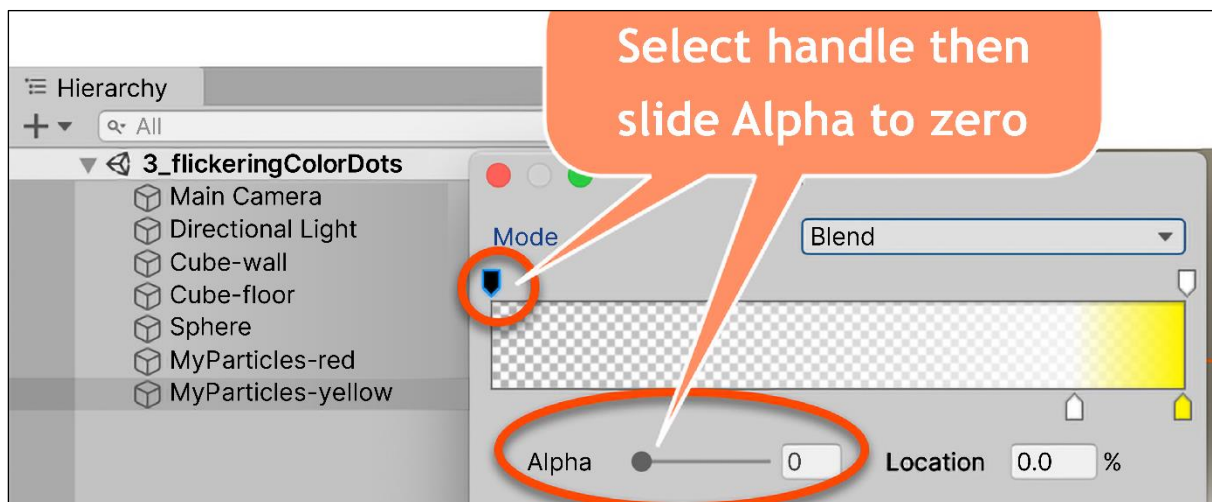 Select handle then
slide Alpha to zero
Hierarchy
All
3_flickeringColorDots
Main Camera
Directional Light
Cube-wall
Cube-floor
Sphere
MyParticles-red
MyParticles-yellow
Mode
Blend
Alpha
0
Location 0.0 %